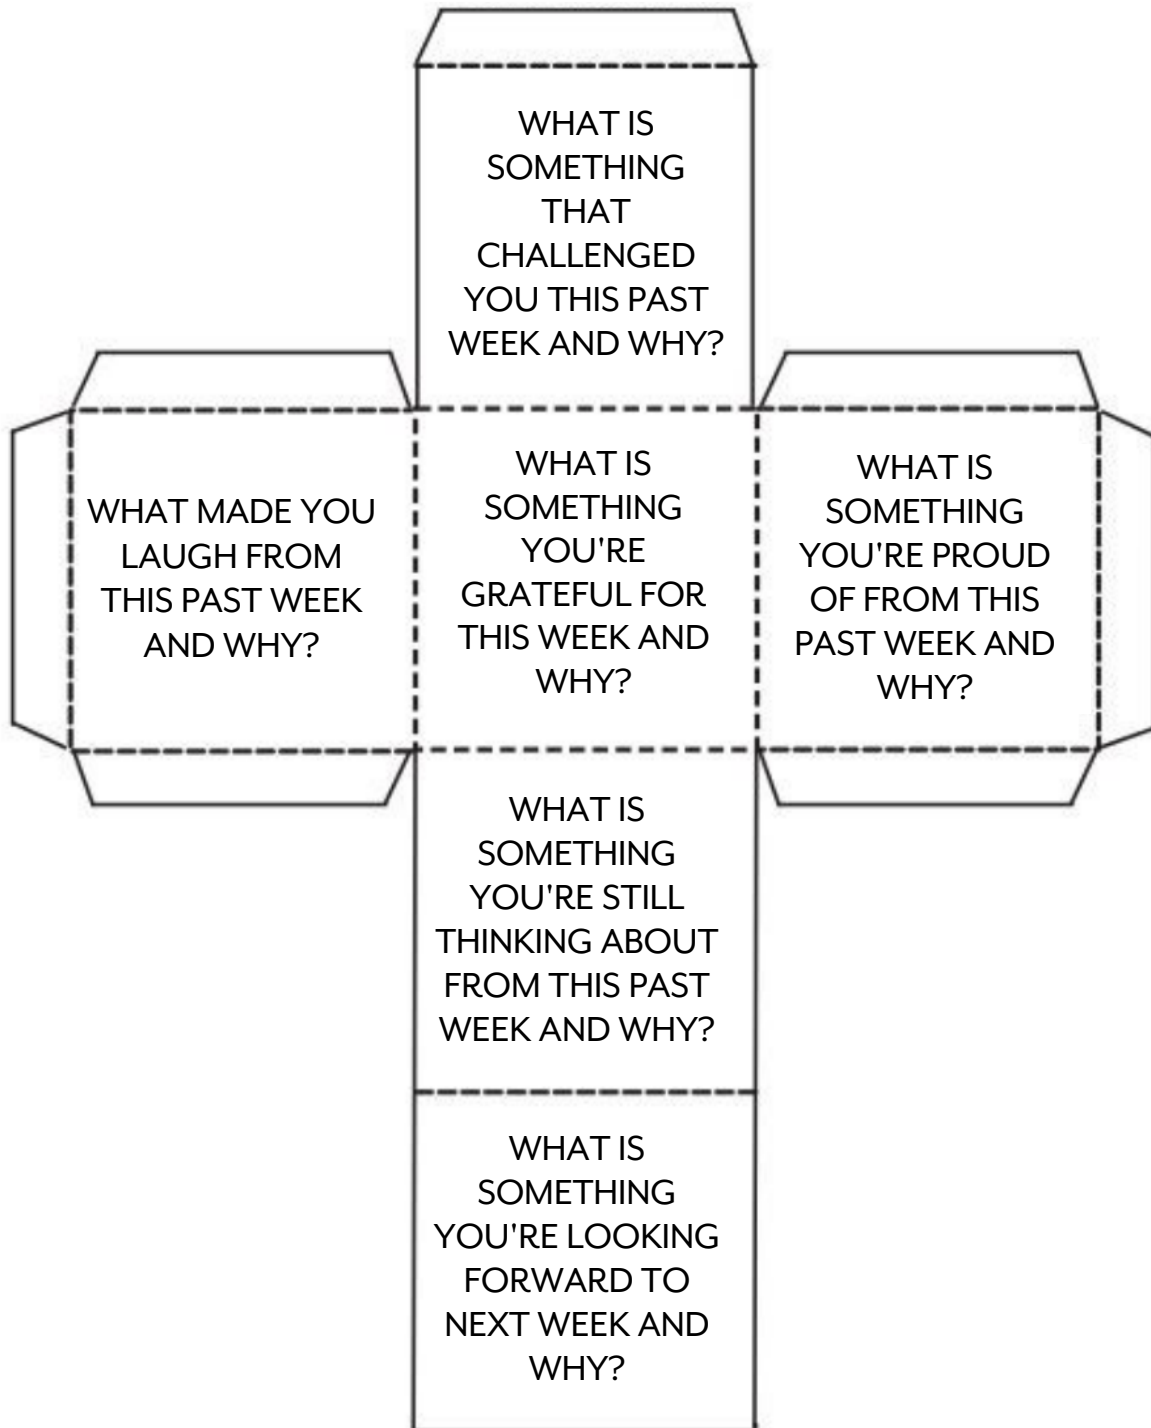 WHAT IS
SOMETHING
THAT
CHALLENGED
YOU THIS PAST
WEEK AND WHY?
WHAT MADE YOU
LAUGH FROM
THIS PAST WEEK
AND WHY?
WHAT IS
SOMETHING
YOU'RE
GRATEFUL FOR
THIS WEEK AND
WHY?
WHAT IS
SOMETHING
YOU'RE PROUD
OF FROM THIS
PAST WEEK AND
WHY?
WHAT IS
SOMETHING
YOU'RE STILL
THINKING ABOUT
FROM THIS PAST
WEEK AND WHY?
WHAT IS
SOMETHING
YOU'RE LOOKING
FORWARD TO
NEXT WEEK AND
WHY?